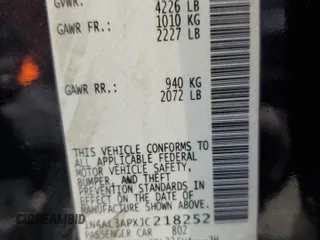 GVWR: 4226 LB
1010 KG
GAWR FR.: 2227 LB
940 KG
GAWR RR.: 2072 LB
THIS VEHICLE CONFORMS TO
ALL APPLICABLE FEDERAL
MOTOR VEHICLE SAFETY,
BUMPER, AND THEFT
PREVENTION STANDARDS IN
EFFECT ON THE DATE OF
MANUFACTURE SHOWN ABOVE.
1N4AL3APXJC218252
PASSENGER CAR 802